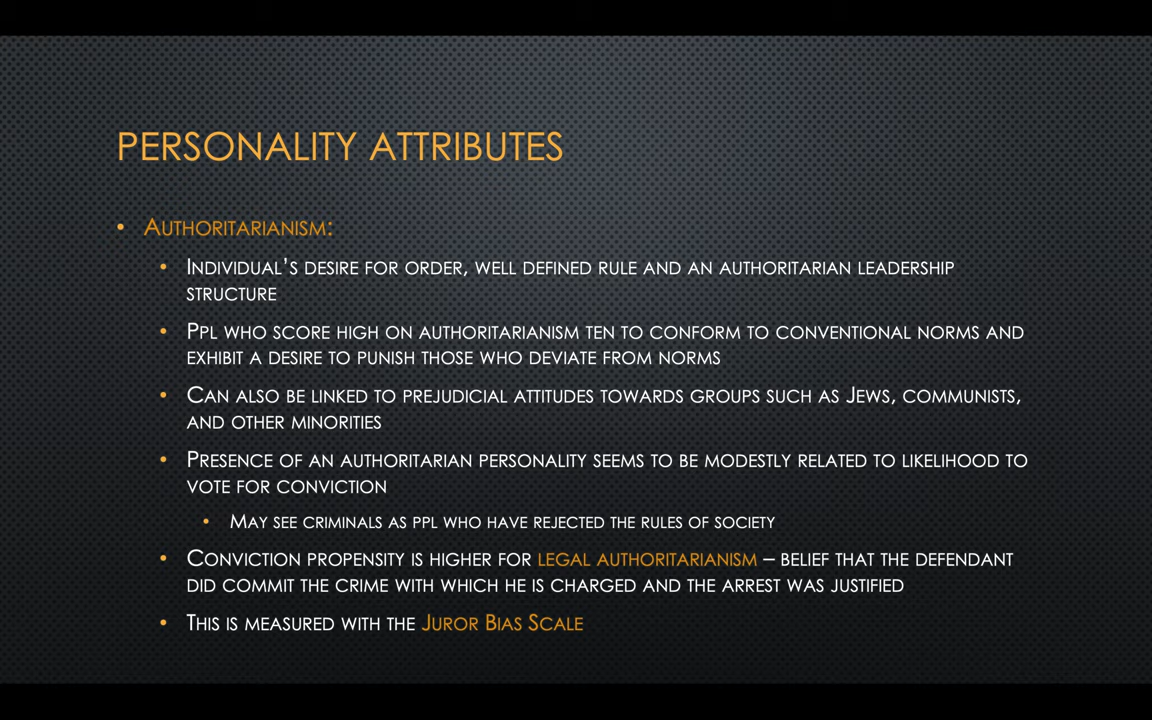 PERSONALITY ATTRIBUTES
• AUTHORITARIANISM:
• INDIVIDUAL'S DESIRE FOR ORDER, WELL DEFINED RULE AND AN AUTHORITARIAN LEADERSHIP
STRUCTURE
• PPL WHO SCORE HIGH ON AUTHORITARIANISM TEN TO CONFORM TO CONVENTIONAL NORMS AND
EXHIBIT A DESIRE TO PUNISH THOSE WHO DEVIATE FROM NORMS
• CAN ALSO BE LINKED TO PREJUDICIAL ATTITUDES TOWARDS GROUPS SUCH AS JEWS, COMMUNISTS,
AND OTHER MINORITIES
• PRESENCE OF AN AUTHORITARIAN PERSONALITY SEEMS TO BE MODESTLY RELATED TO LIKELIHOOD TO
VOTE FOR CONVICTION
• MAY SEE CRIMINALS AS PPL WHO HAVE REJECTED THE RULES OF SOCIETY
• CONVICTION PROPENSITY IS HIGHER FOR LEGAL AUTHORITARIANISM – BELIEF THAT THE DEFENDANT
DID COMMIT THE CRIME WITH WHICH HE IS CHARGED AND THE ARREST WAS JUSTIFIED
• THIS IS MEASURED WITH THE JUROR BIAS SCALE